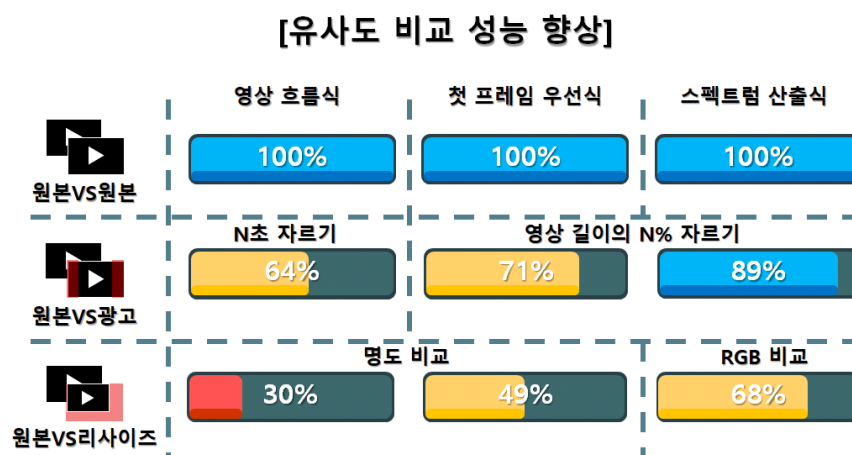 [유사도 비교 성능 향상]
영상 흐름식 첫 프레임 우선식 스펙트럼 산출식
100% 100% 100%
원본VS원본
N초 자르기 영상 길이의 N% 자르기
64% 71% 89%
원본VS광고
명도 비교 RGB 비교
30% 49% 68%
원본VS리사이즈